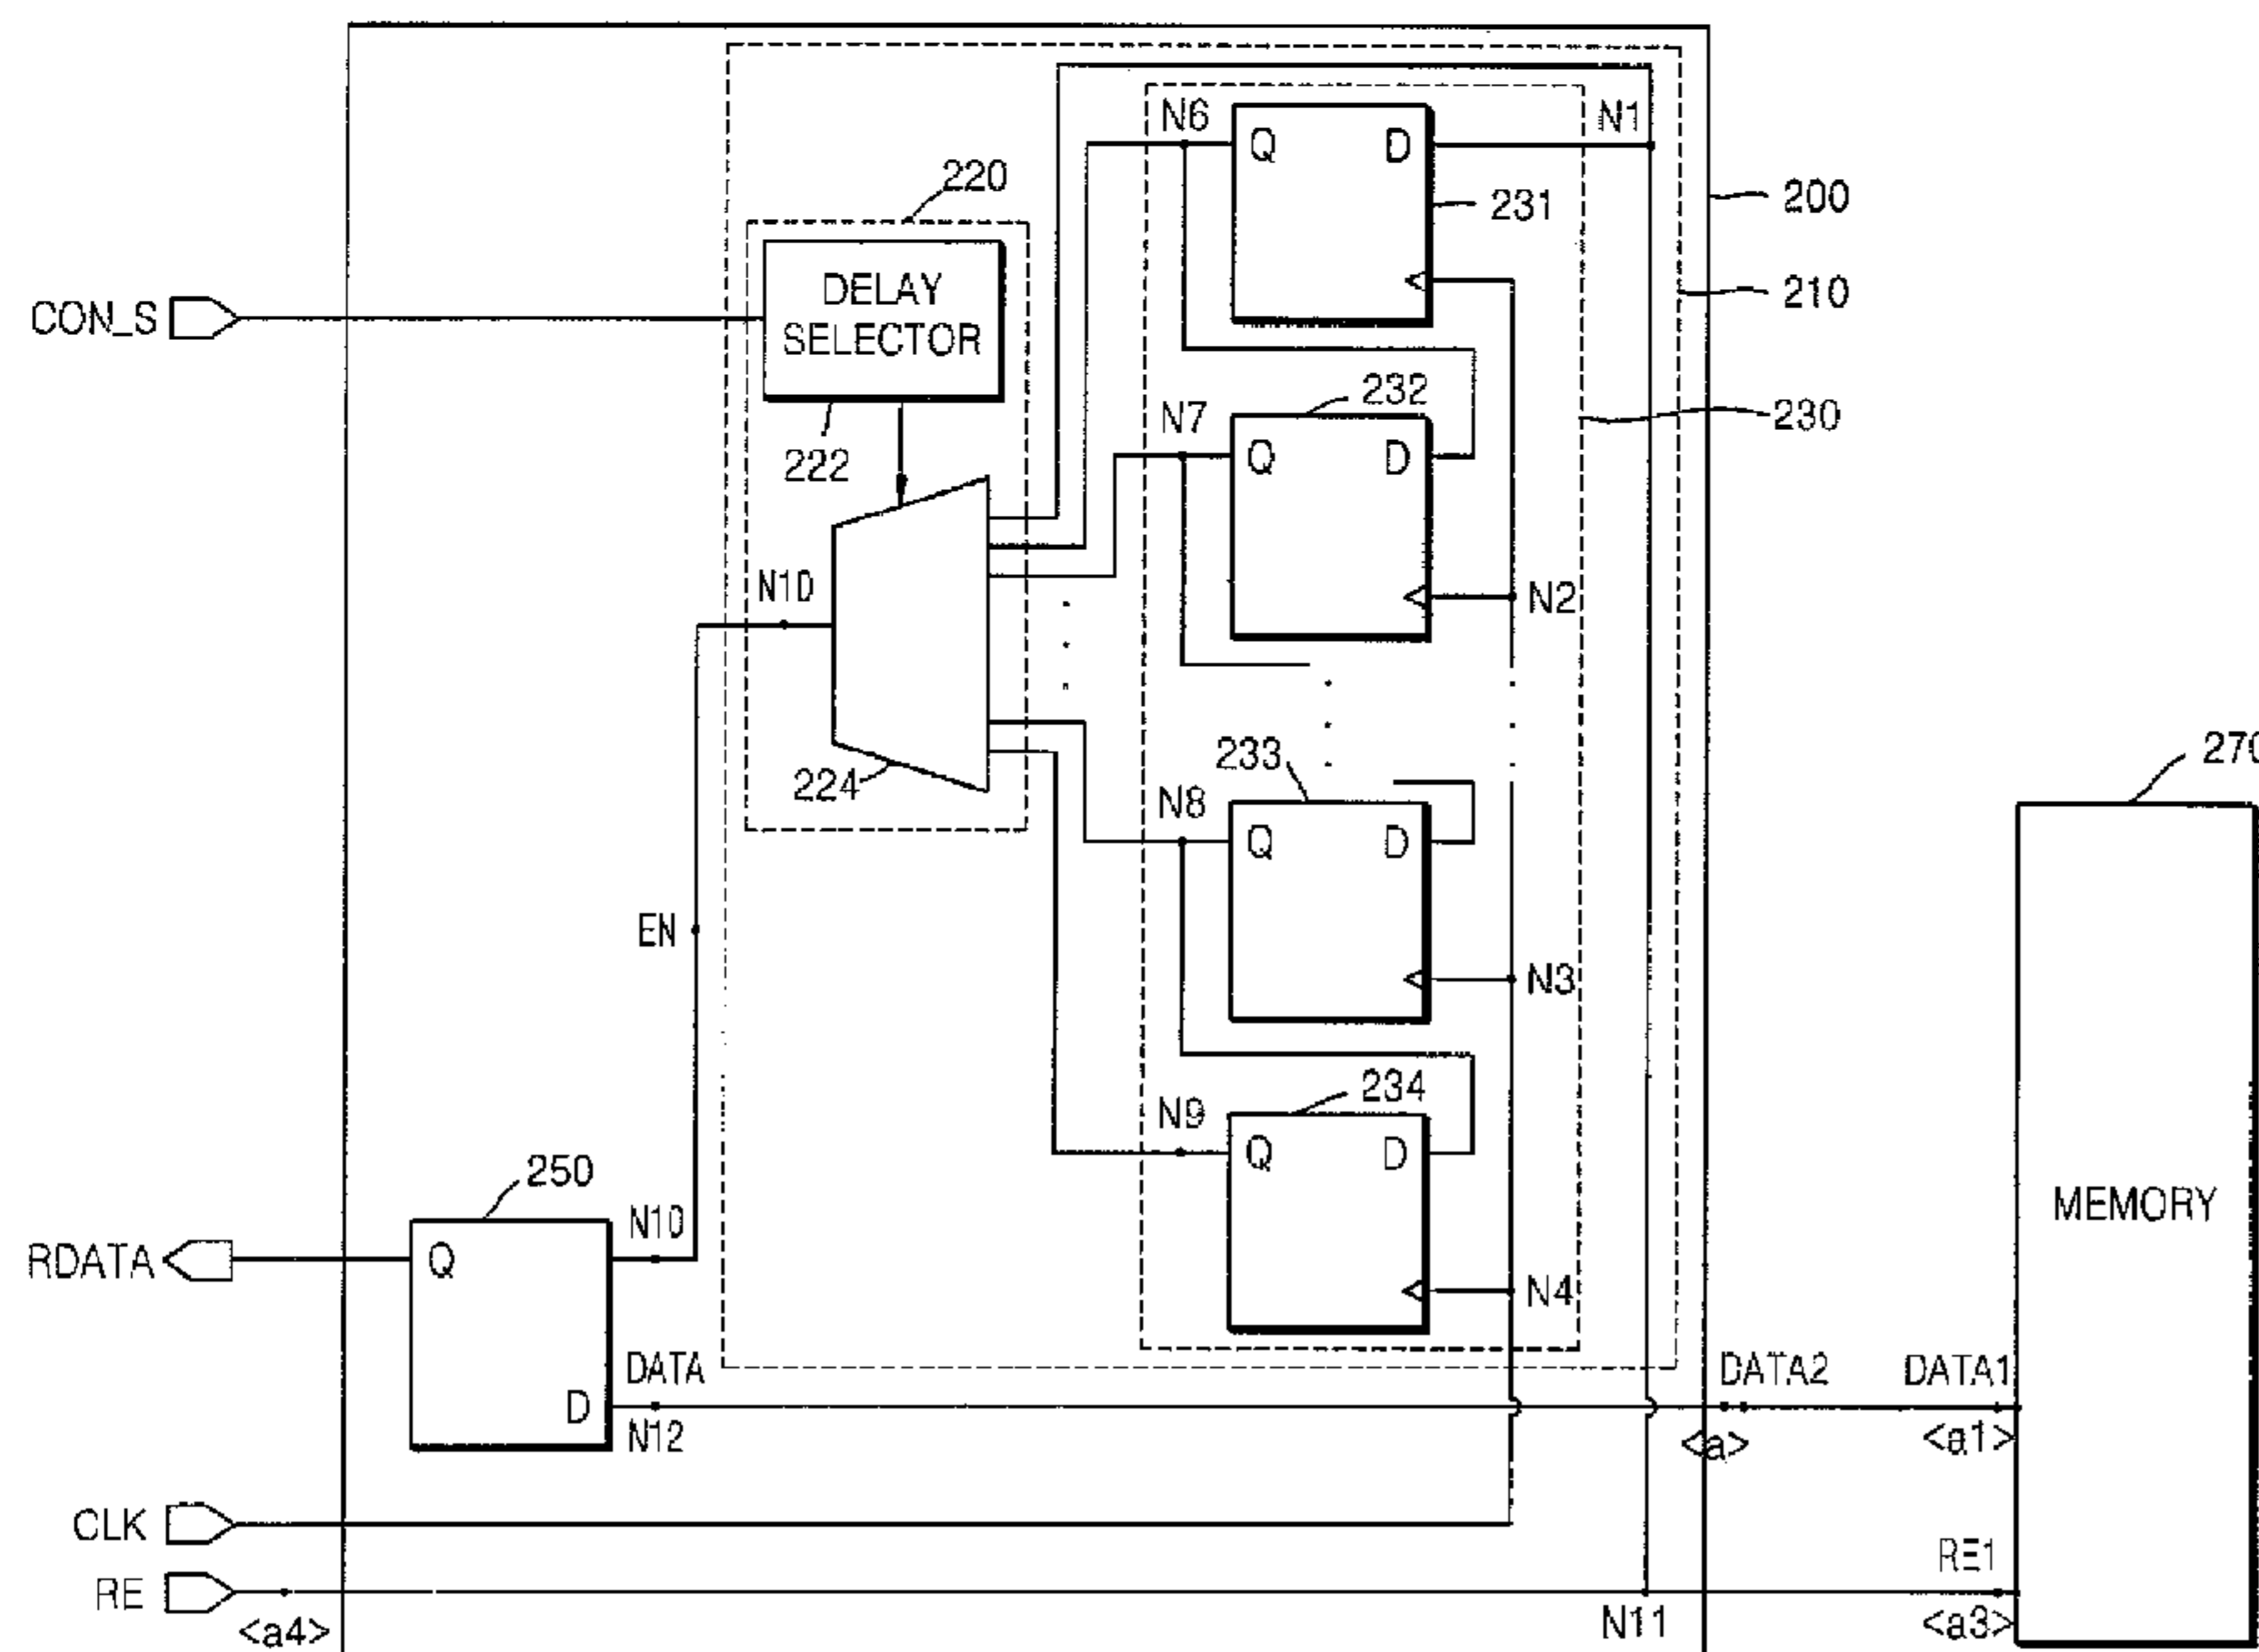 N6
Q
D
N1
220
231
200
DELAY
SELECTOR
210
CON_S
232
N7
230
222
Q
D
N10
N2
233
270
224
N8
Q
D
EN
N3
234
N9
250
Q
D
MEMORY
RDATA
Q
N10
N4
DATA
DATA2
DATA1
D
N12
<a>
<a1>
CLK
RE1
RE
<a4>
N11
<a3>